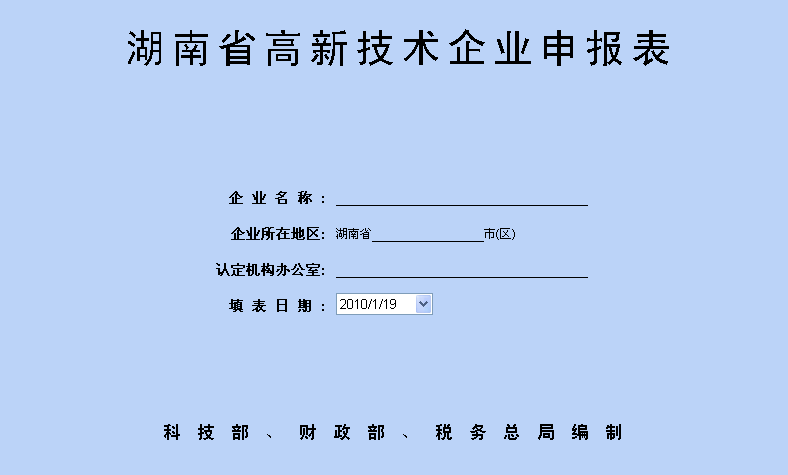 湖南省高新技术企业申报表
企业名称：
企业所在地区: 湖南省 市(区)
认定机构办公室:
填表日期： 2010/1/19
科技部、财政部、税务总局编制